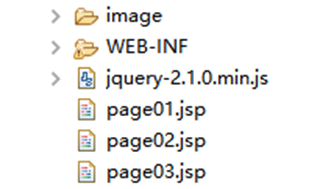 image
WEB-INF
jquery-2.1.0.min.js
page01.jsp
page02.jsp
page03.jsp